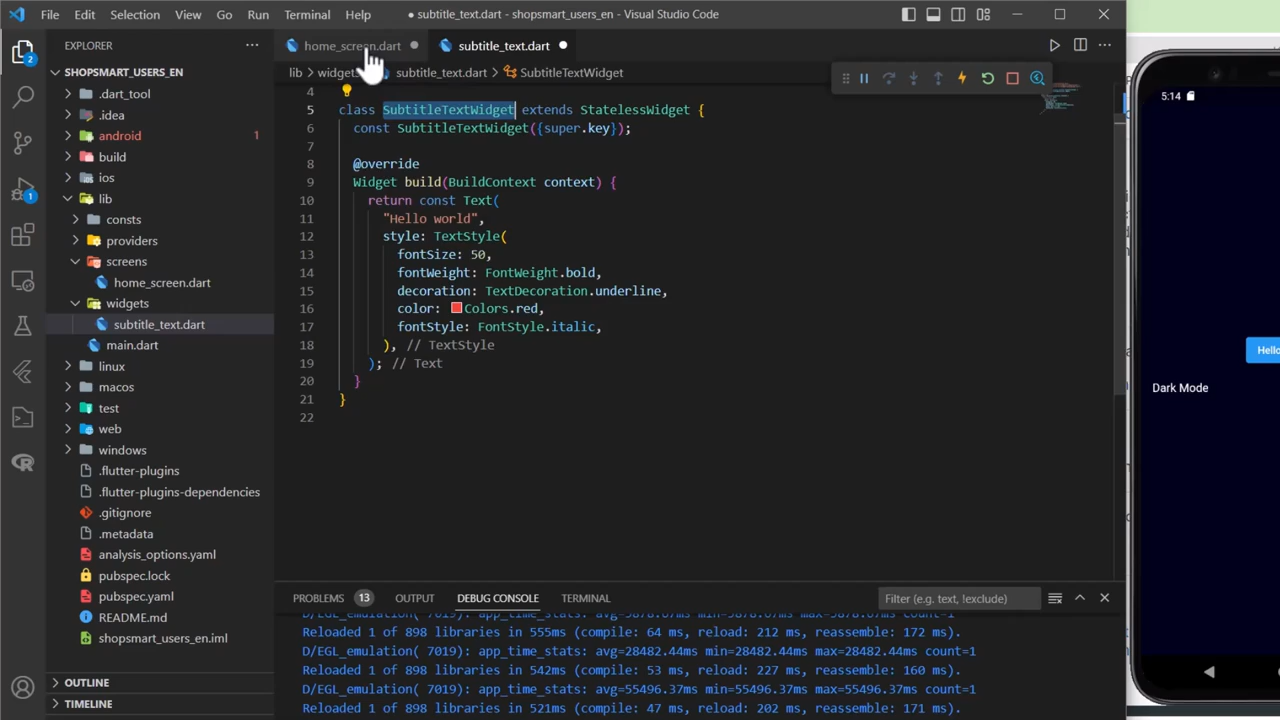 File Edit Selection View Go Run Terminal Help
● subtitle_text.dart - shopsmart_users_en - Visual Studio Code
EXPLORER
home_screen.dart
subtitle_text.dart
SHOPSMART_USERS_EN
lib
subtitle_text.dart
SubtitleTextWidget
.dart_tool
.idea
android 1
build
ios
lib
consts
providers
screens
home_screen.dart
widgets
subtitle_text.dart
main.dart
linux
macos
test
web
windows
.flutter-plugins
.flutter-plugins-dependencies
.gitignore
.metadata
analysis_options.yaml
pubspec.lock
pubspec.yaml
README.md
shopsmart_users_en.iml
OUTLINE
TIMELINE
2
1
4
5 class SubtitleTextWidget extends StatelessWidget {
6 const SubtitleTextWidget({super.key});
7
8 @override
9 Widget build(BuildContext context) {
10 return const Text(
11 "Hello world",
12 style: TextStyle(
13 fontSize: 50,
14 fontWeight: FontWeight.bold,
15 decoration: TextDecoration.underline,
16 color: Colors.red,
17 fontStyle: FontStyle.italic,
18 ), // TextStyle
19 ); // Text
20 }
21 }
22
PROBLEMS 13 OUTPUT DEBUG CONSOLE TERMINAL
Filter (e.g. text, !exclude)
Reloaded 1 of 898 libraries in 555ms (compile: 64 ms, reload: 212 ms, reassemble: 172 ms).
D/EGL_emulation( 7019): app_time_stats: avg=28482.44ms min=28482.44ms max=28482.44ms count=1
Reloaded 1 of 898 libraries in 542ms (compile: 53 ms, reload: 227 ms, reassemble: 160 ms).
D/EGL_emulation( 7019): app_time_stats: avg=55496.37ms min=55496.37ms max=55496.37ms count=1
Reloaded 1 of 898 libraries in 521ms (compile: 47 ms, reload: 202 ms, reassemble: 171 ms).
5:14
Hello
Dark Mode